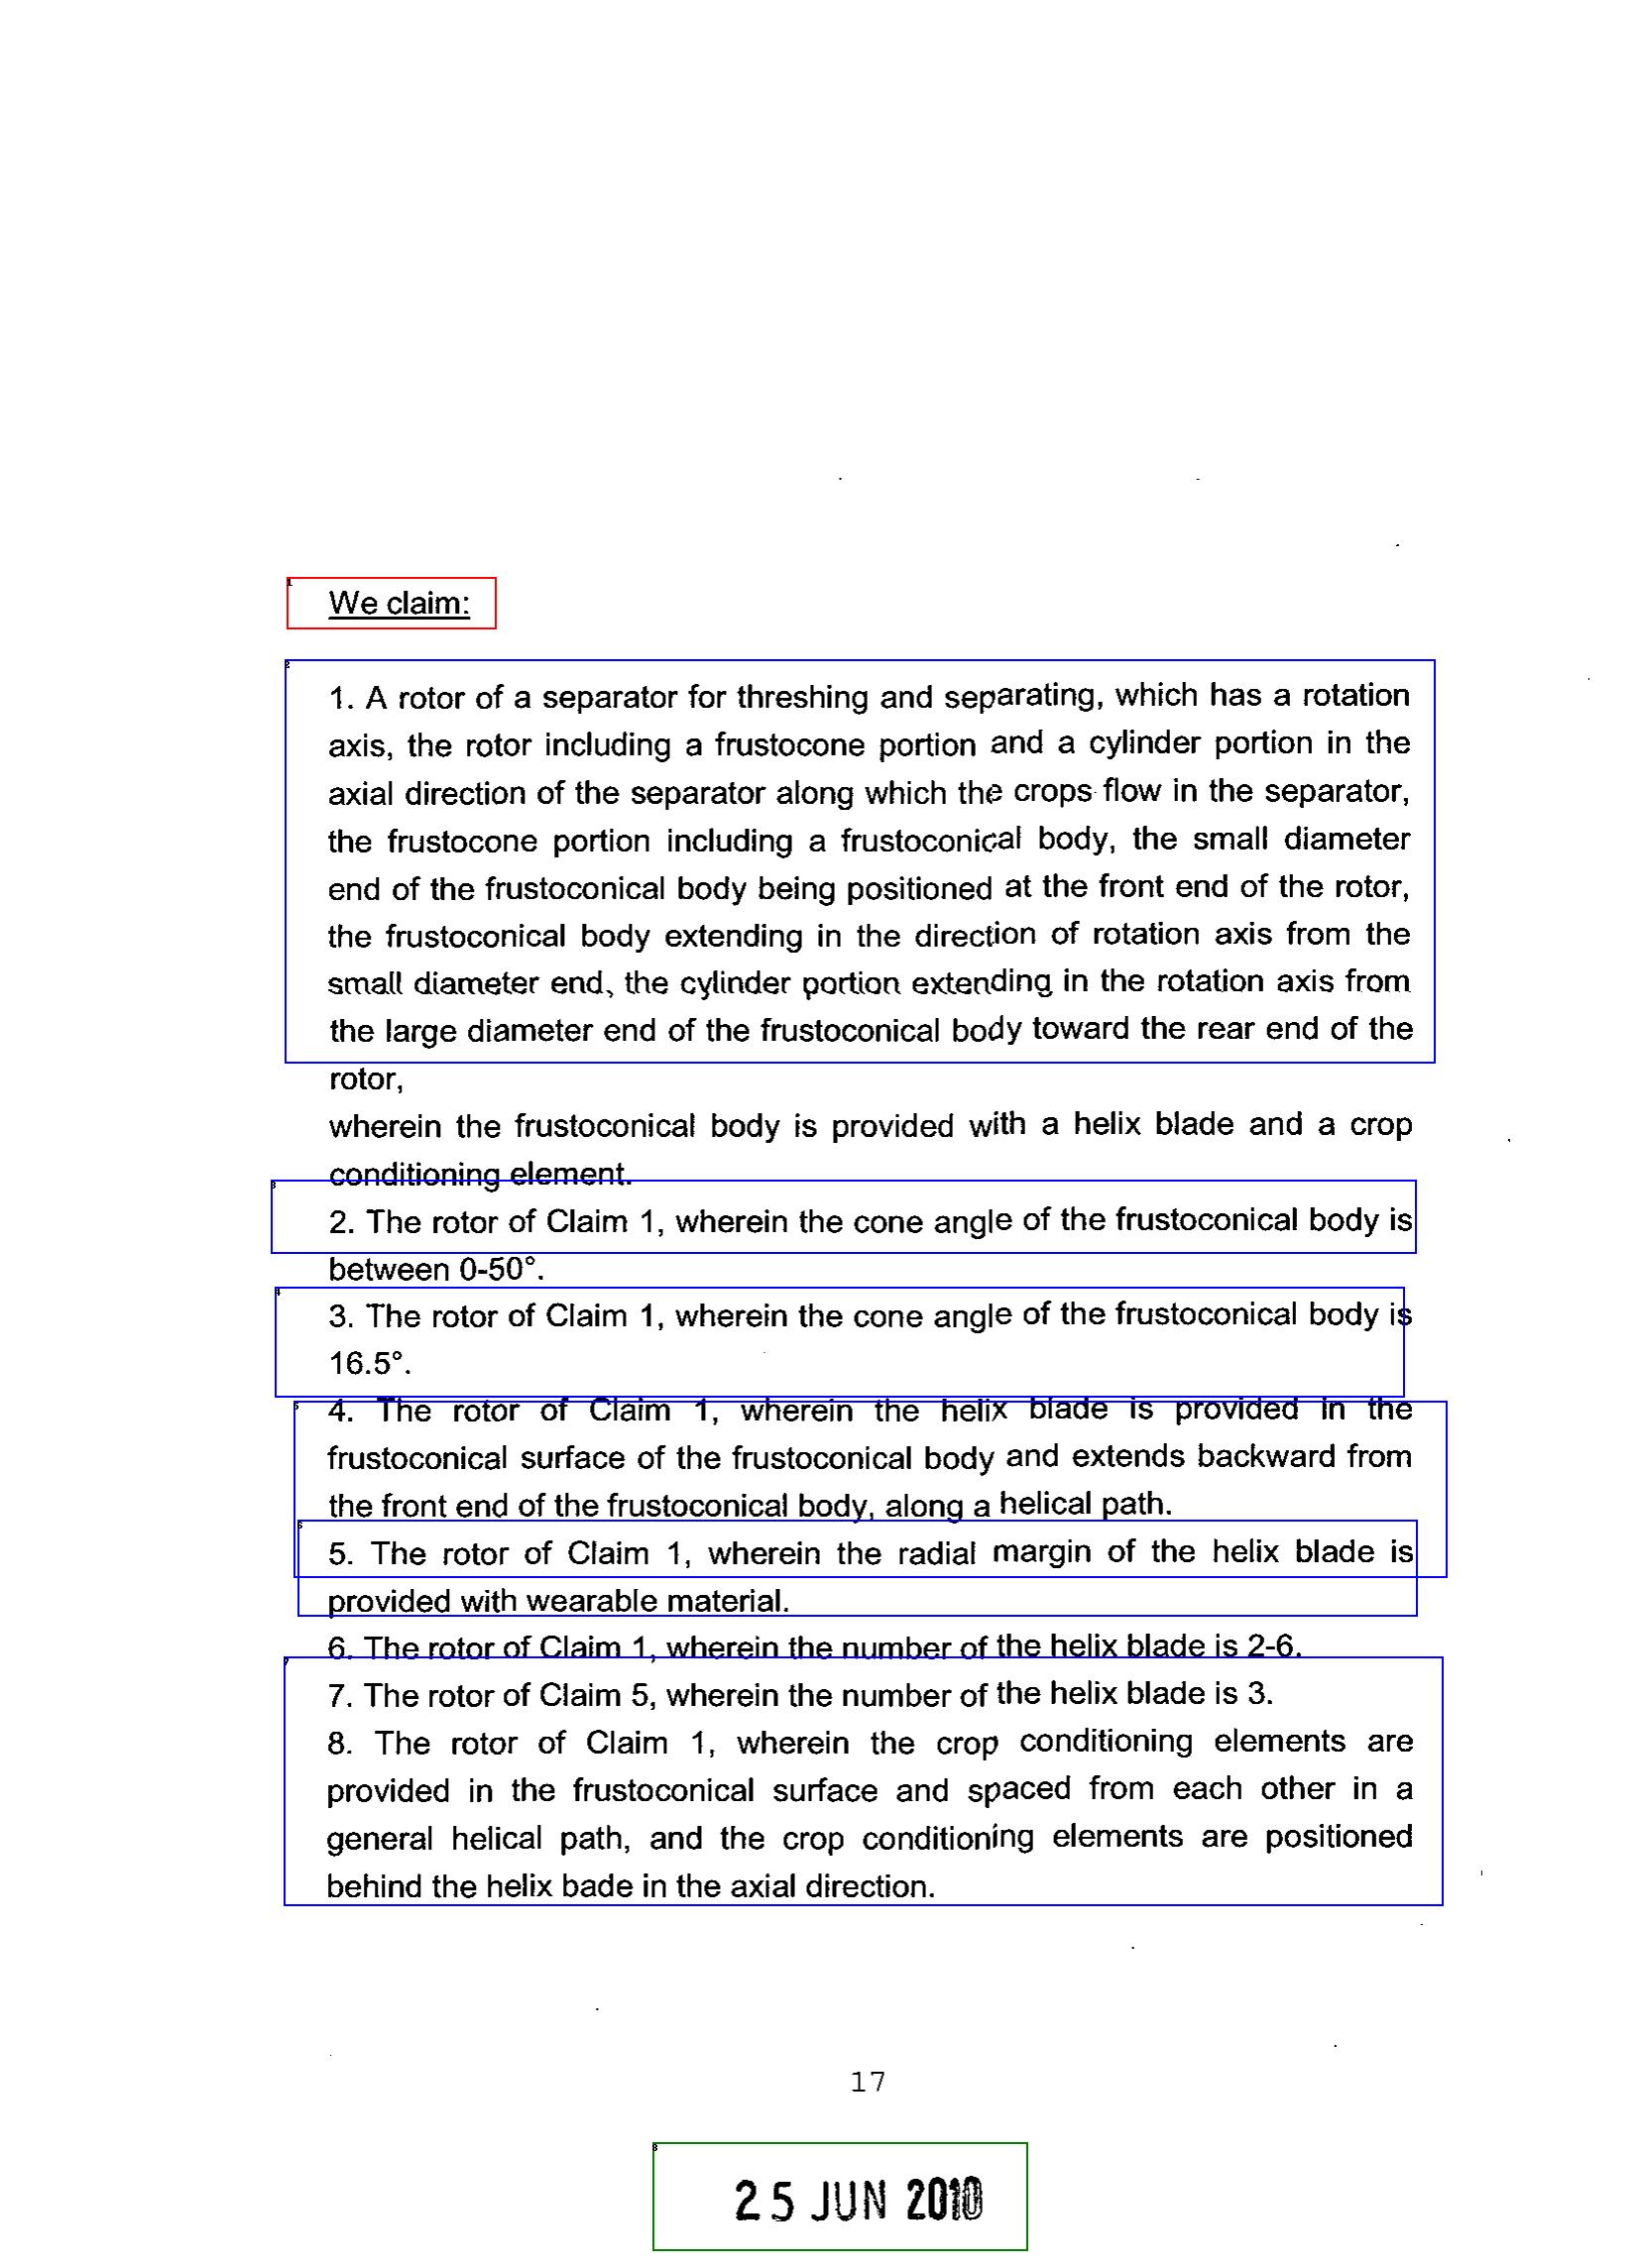 We claim:
1. A rotor of a separator for threshing and separating, which has a rotation
axis, the rotor including a frustocone portion and a cylinder portion in the
axial direction of the separator along which the crops flow in the separator,
the frustocone portion including a frustoconical body, the small diameter
end of the frustoconical body being positioned at the front end of the rotor,
the frustoconical body extending in the direction of rotation axis from the
small diameter end, the cylinder portion extending in the rotation axis from
the large diameter end of the frustoconical body toward the rear end of the
rotor,
wherein the frustoconical body is provided with a helix blade and a crop
conditioning element.
2. The rotor of Claim 1, wherein the cone angle of the frustoconical body is
between 0-50°.
3. The rotor of Claim 1, wherein the cone angle of the frustoconical body is
16.5°.
4. The rotor of Claim 1, wherein the helix blade is provided in the
frustoconical surface of the frustoconical body and extends backward from
the front end of the frustoconical body, along a helical path.
5. The rotor of Claim 1, wherein the radial margin of the helix blade is
provided with wearable material.
6. The rotor of Claim 1, wherein the number of the helix blade is 2-6.
7. The rotor of Claim 5, wherein the number of the helix blade is 3.
8. The rotor of Claim 1, wherein the crop conditioning elements are
provided in the frustoconical surface and spaced from each other in a
general helical path, and the crop conditioning elements are positioned
behind the helix bade in the axial direction.
17
25 JUN 2010